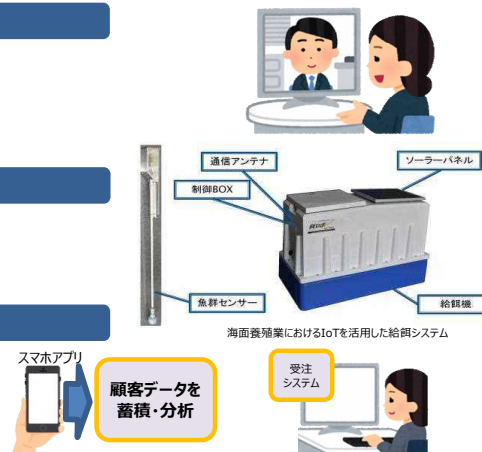 通信アンテナ
ソーラーパネル
制御BOX
魚群センサー
給餌機
海面養殖業におけるIoTを活用した給餌システム
スマホアプリ
顧客データを
蓄積・分析
受注
システム